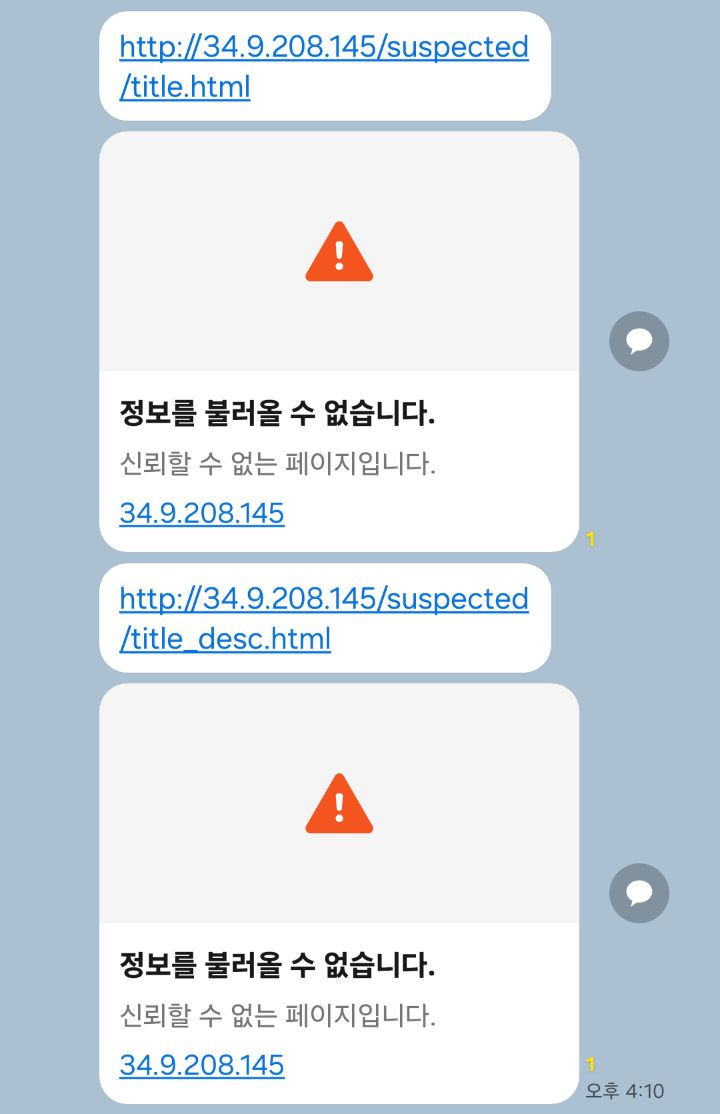 http://34.9.208.145/suspected
/title.html
정보를 불러올 수 없습니다.
신뢰할 수 없는 페이지입니다.
34.9.208.145
1
http://34.9.208.145/suspected
/title_desc.html
정보를 불러올 수 없습니다.
신뢰할 수 없는 페이지입니다.
34.9.208.145
1
오후 4:10